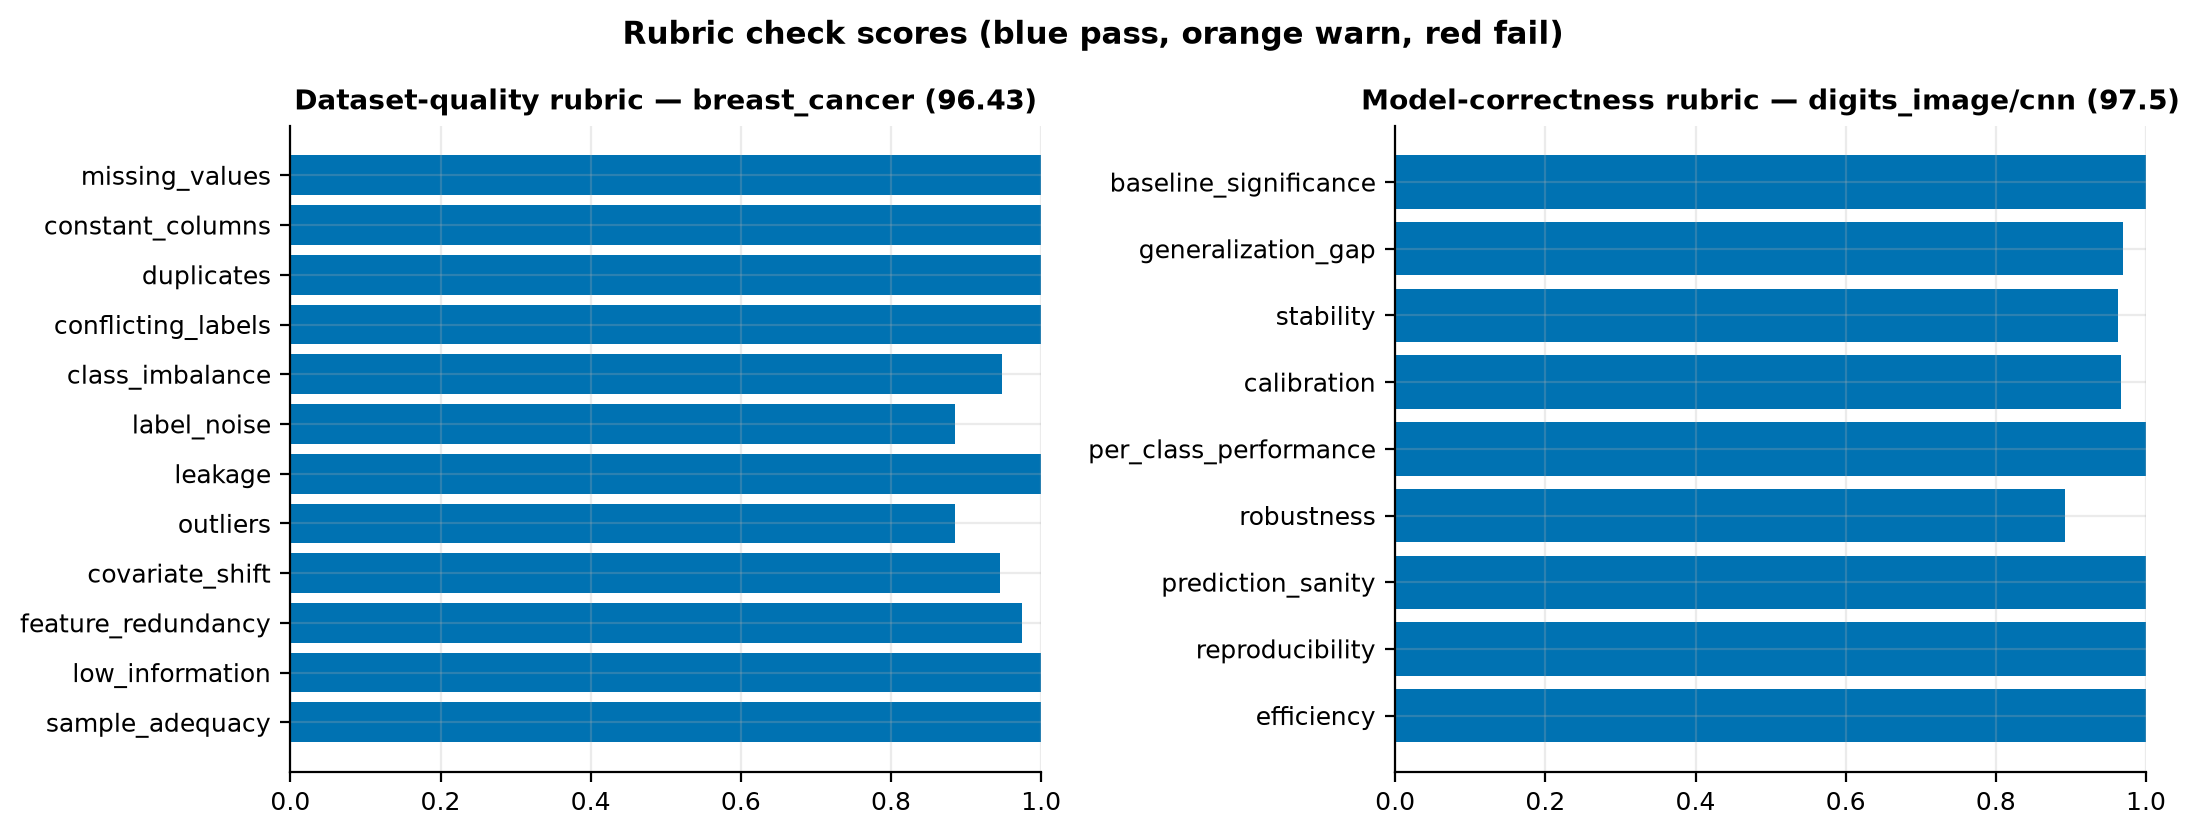 Rubric check scores (blue pass, orange warn, red fail)
Dataset-quality rubric — breast_cancer (96.43)
missing_values
constant_columns
duplicates
conflicting_labels
class_imbalance
label_noise
leakage
outliers
covariate_shift
feature_redundancy
low_information
sample_adequacy
0.0 0.2 0.4 0.6 0.8 1.0
Model-correctness rubric — digits_image/cnn (97.5)
baseline_significance
generalization_gap
stability
calibration
per_class_performance
robustness
prediction_sanity
reproducibility
efficiency
0.0 0.2 0.4 0.6 0.8 1.0